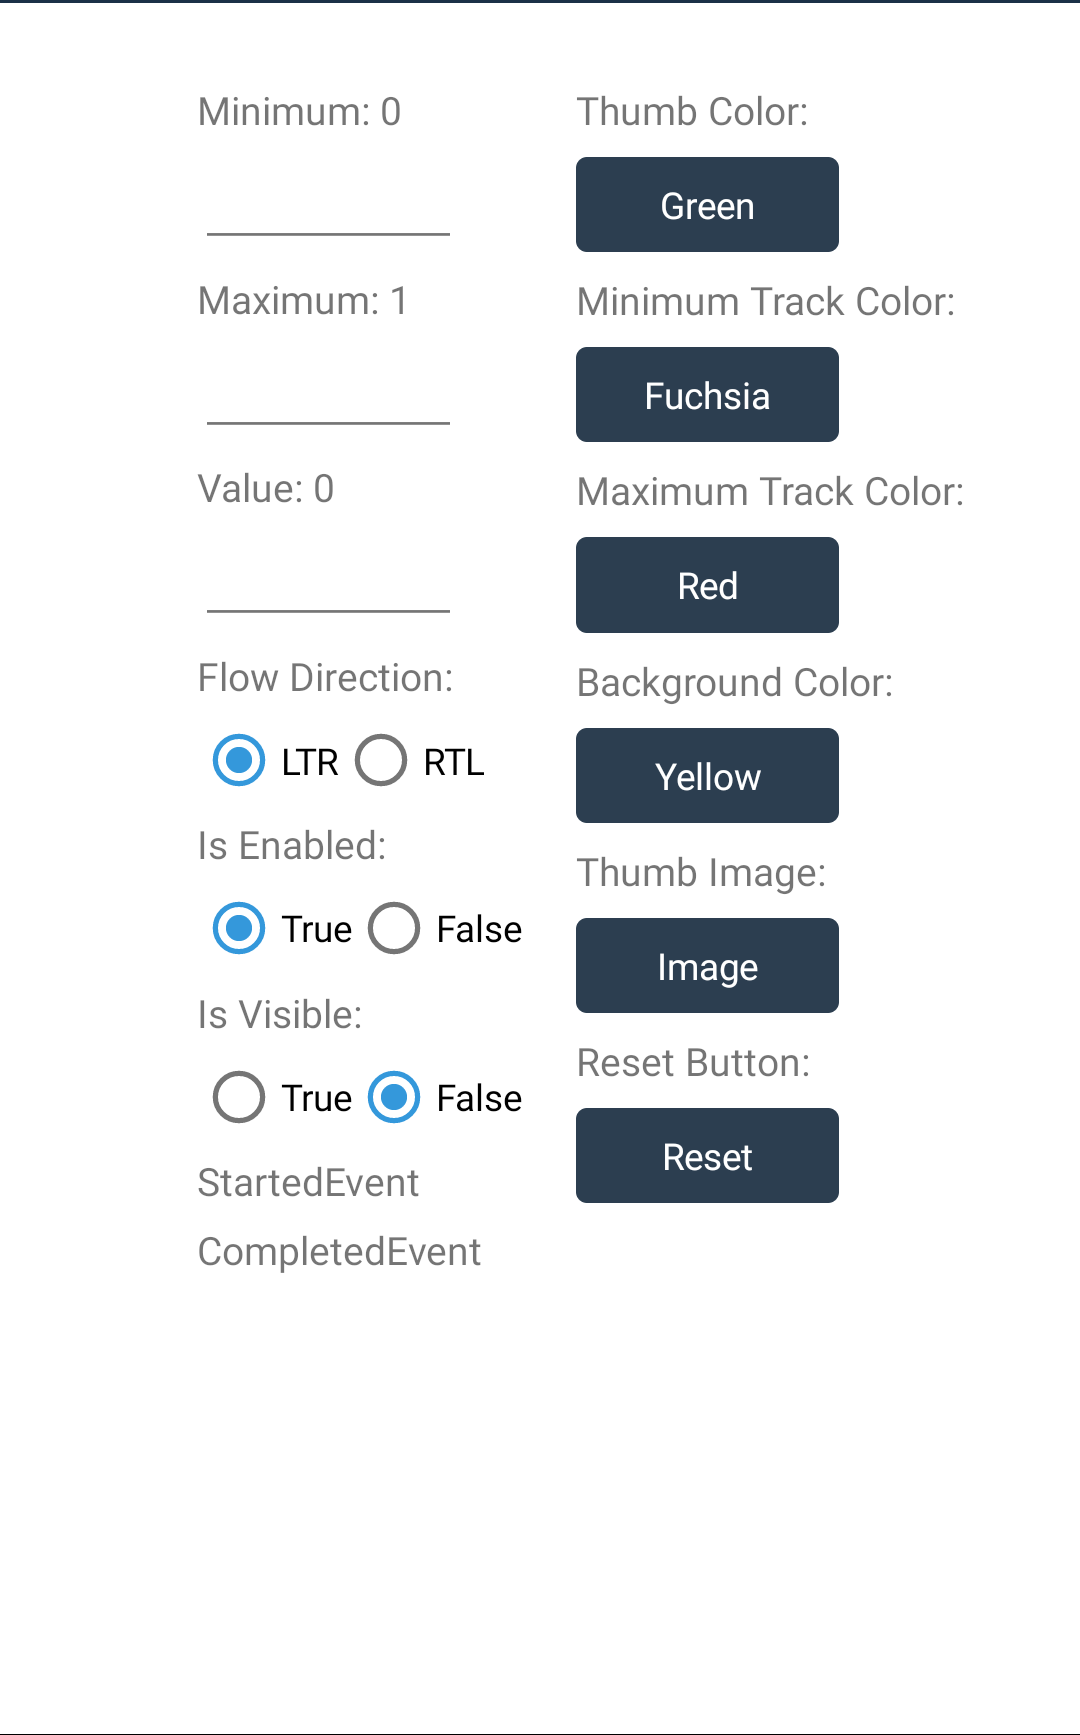 Minimum: 0
Maximum: 1
Value: 0
Flow Direction:
LTR RTL
Is Enabled:
True False
Is Visible:
True False
StartedEvent
CompletedEvent
Thumb Color:
Green
Minimum Track Color:
Fuchsia
Maximum Track Color:
Red
Background Color:
Yellow
Thumb Image:
Image
Reset Button:
Reset